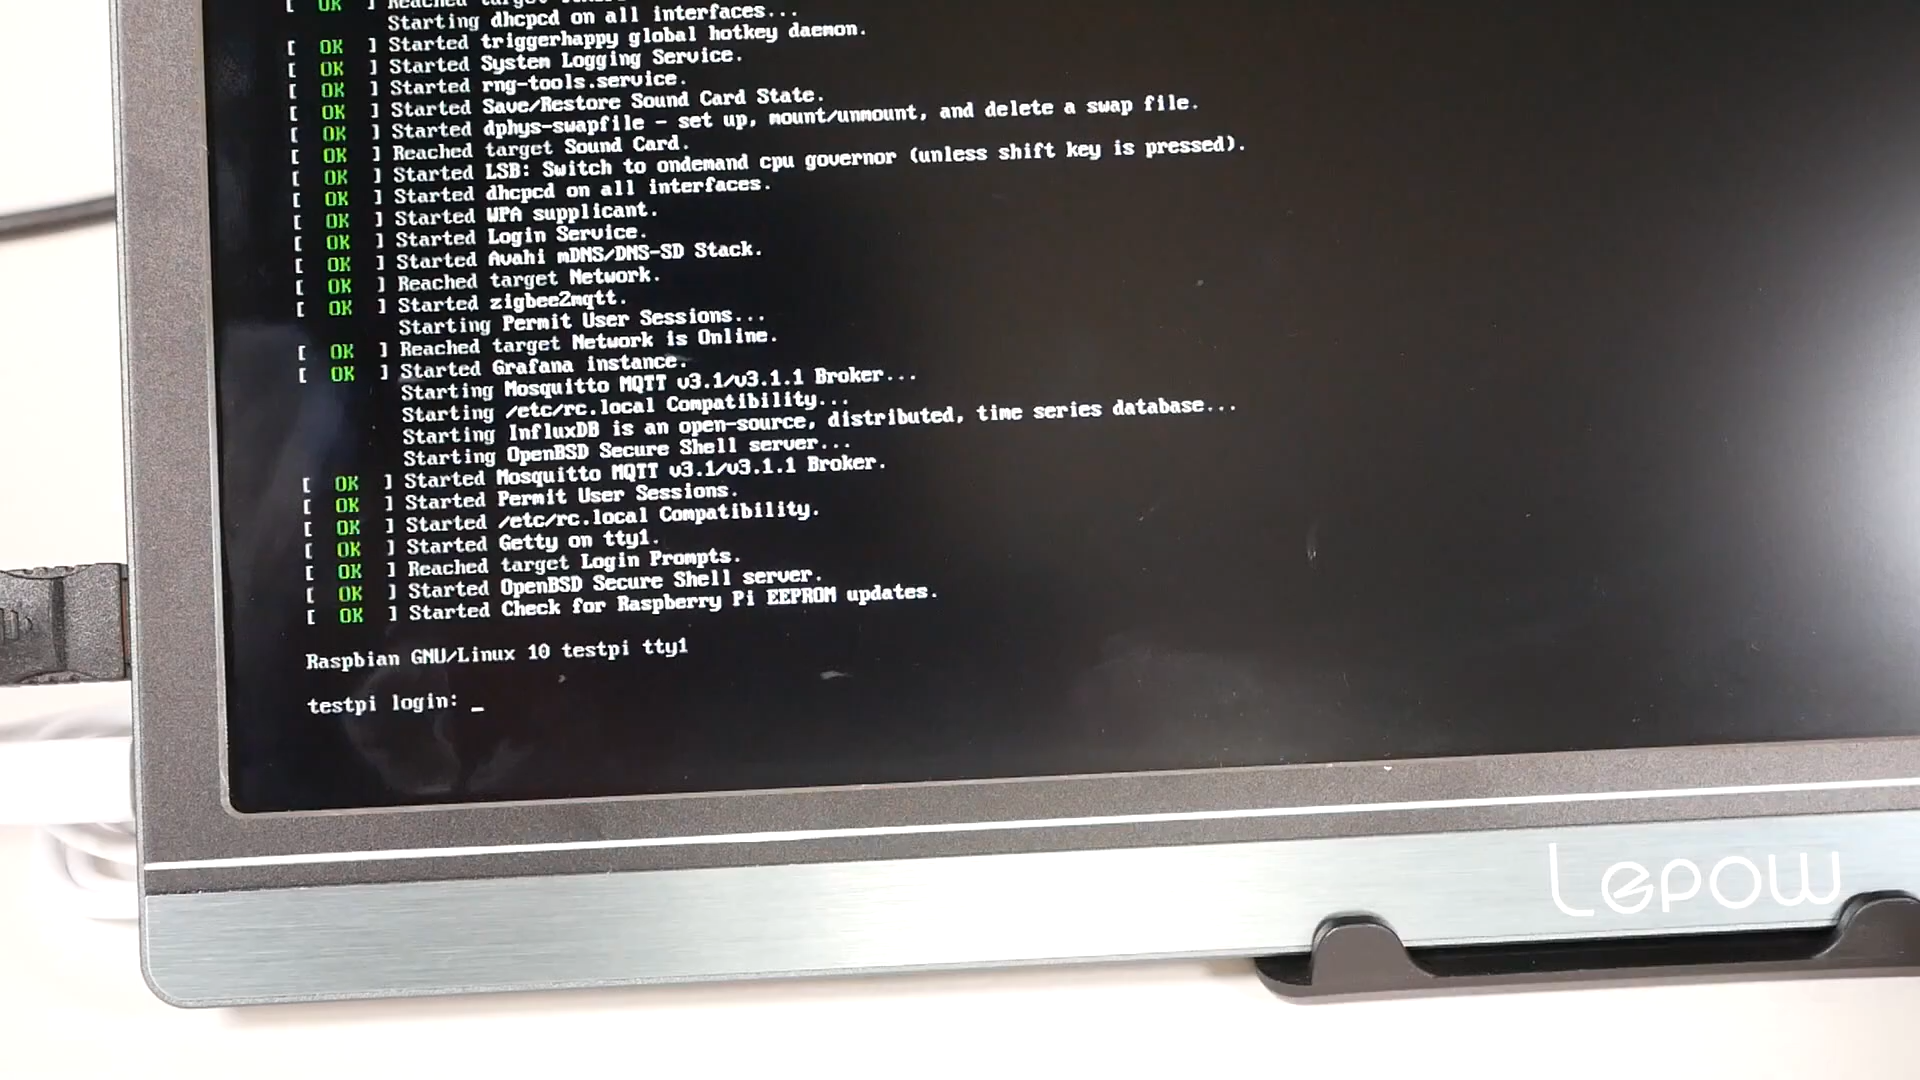 [  OK  ] Reached target
Starting dhcpcd on all interfaces...
[  OK  ] Started triggerhappy global hotkey daemon.
[  OK  ] Started System Logging Service.
[  OK  ] Started rng-tools.service.
[  OK  ] Started Save/Restore Sound Card State.
[  OK  ] Started dphys-swapfile - set up, mount/unmount, and delete a swap file.
[  OK  ] Reached target Sound Card.
[  OK  ] Started LSB: Switch to ondemand cpu governor (unless shift key is pressed).
[  OK  ] Started dhcpcd on all interfaces.
[  OK  ] Started WPA supplicant.
[  OK  ] Started Login Service.
[  OK  ] Started Avahi mDNS/DNS-SD Stack.
[  OK  ] Reached target Network.
[  OK  ] Started zigbee2mqtt.
Starting Permit User Sessions...
[  OK  ] Reached target Network is Online.
[  OK  ] Started Grafana instance.
Starting Mosquitto MQTT v3.1/v3.1.1 Broker...
Starting /etc/rc.local Compatibility...
Starting InfluxDB is an open-source, distributed, time series database...
Starting OpenBSD Secure Shell server...
[  OK  ] Started Mosquitto MQTT v3.1/v3.1.1 Broker.
[  OK  ] Started Permit User Sessions.
[  OK  ] Started /etc/rc.local Compatibility.
[  OK  ] Started Getty on tty1.
[  OK  ] Reached target Login Prompts.
[  OK  ] Started OpenBSD Secure Shell server.
[  OK  ] Started Check for Raspberry Pi EEPROM updates.
Raspbian GNU/Linux 10 testpi tty1
testpi login: _
Lepow